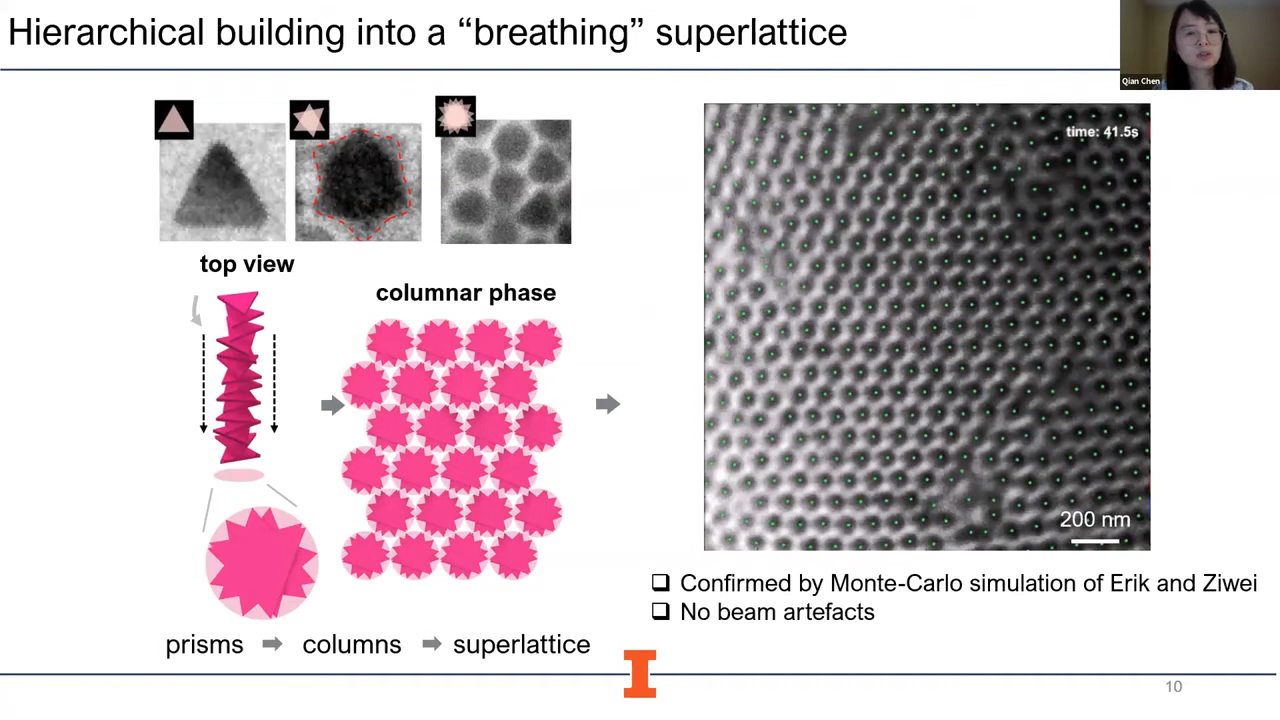 Hierarchical building into a “breathing” superlattice
Qian Chen
time: 41.5s
top view
columnar phase
200 nm
❑ Confirmed by Monte-Carlo simulation of Erik and Ziwei
❑ No beam artefacts
prisms ➡ columns ➡ superlattice
I
10